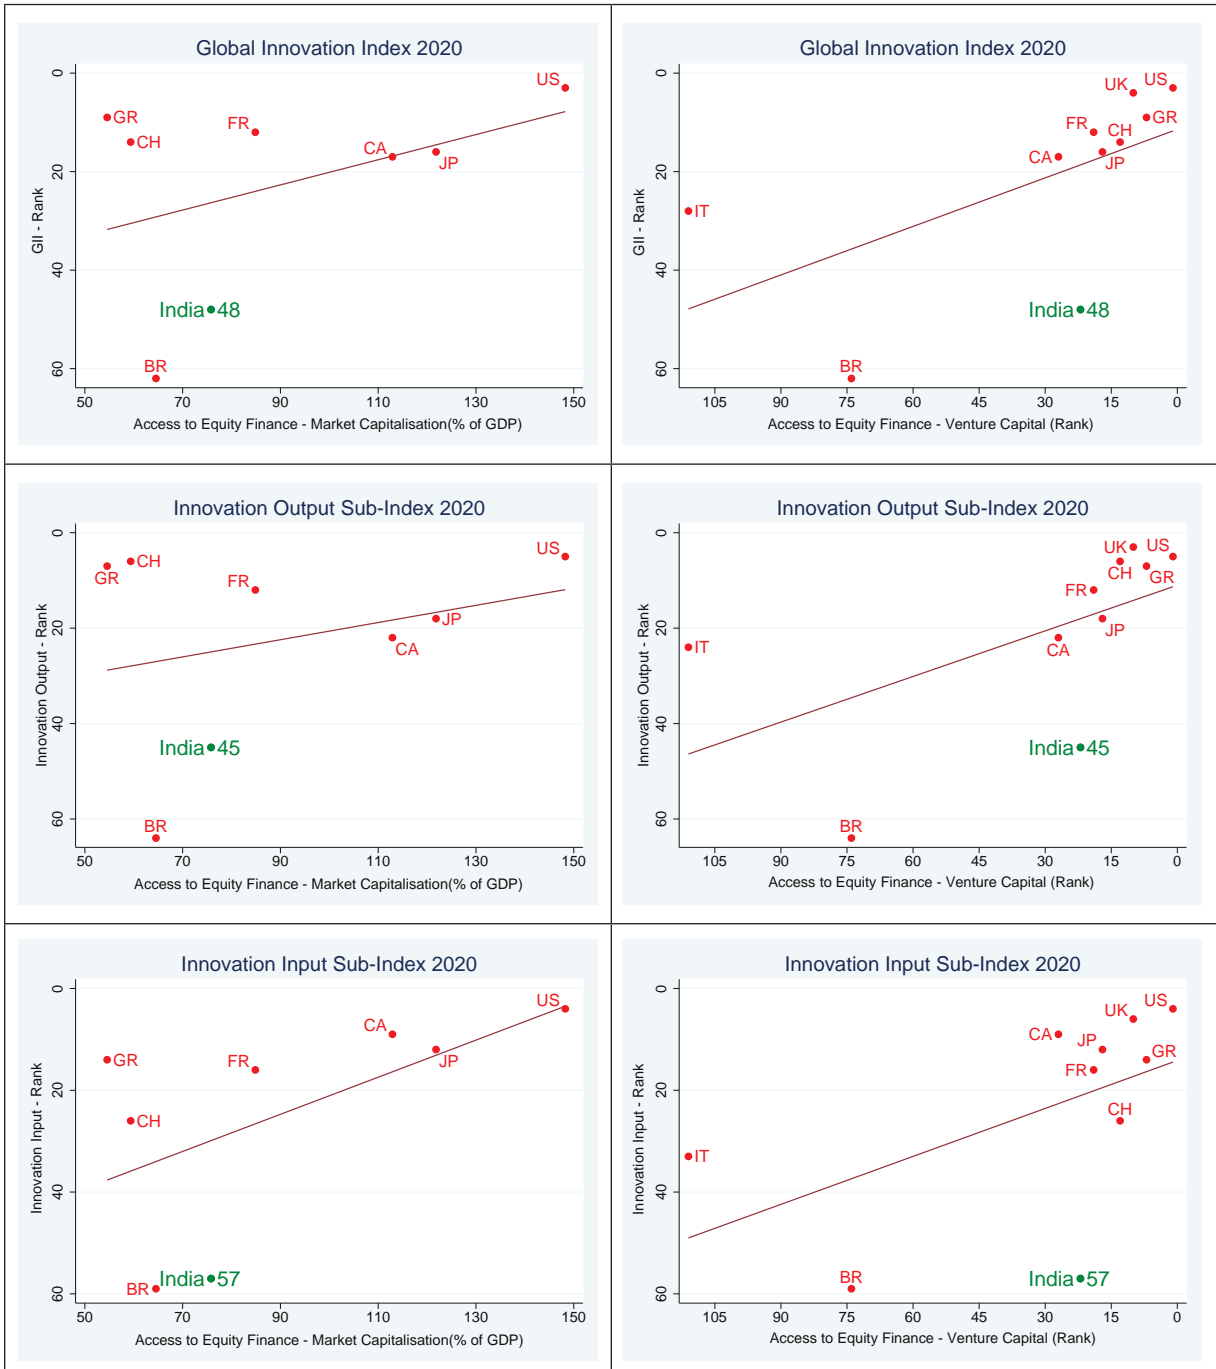 Global Innovation Index 2020
GII - Rank
0
20
40
60
US
GR
CH
FR
CA
JP
India 48
BR
50 70 90 110 130 150
Access to Equity Finance - Market Capitalisation(% of GDP)
Global Innovation Index 2020
GII - Rank
0
20
40
60
US
UK
GR
FR
CH
CA
JP
IT
India 48
BR
105 90 75 60 45 30 15 0
Access to Equity Finance - Venture Capital (Rank)
Innovation Output Sub-Index 2020
Innovation Output - Rank
0
20
40
60
US
CH
GR
FR
JP
CA
India 45
BR
50 70 90 110 130 150
Access to Equity Finance - Market Capitalisation(% of GDP)
Innovation Output Sub-Index 2020
Innovation Output - Rank
0
20
40
60
UK
US
CH
GR
FR
JP
CA
IT
India 45
BR
105 90 75 60 45 30 15 0
Access to Equity Finance - Venture Capital (Rank)
Innovation Input Sub-Index 2020
Innovation Input - Rank
0
20
40
60
US
CA
GR
FR
JP
CH
BR
India 57
50 70 90 110 130 150
Access to Equity Finance - Market Capitalisation(% of GDP)
Innovation Input Sub-Index 2020
Innovation Input - Rank
0
20
40
60
US
UK
CA
JP
GR
FR
CH
IT
BR
India 57
105 90 75 60 45 30 15 0
Access to Equity Finance - Venture Capital (Rank)